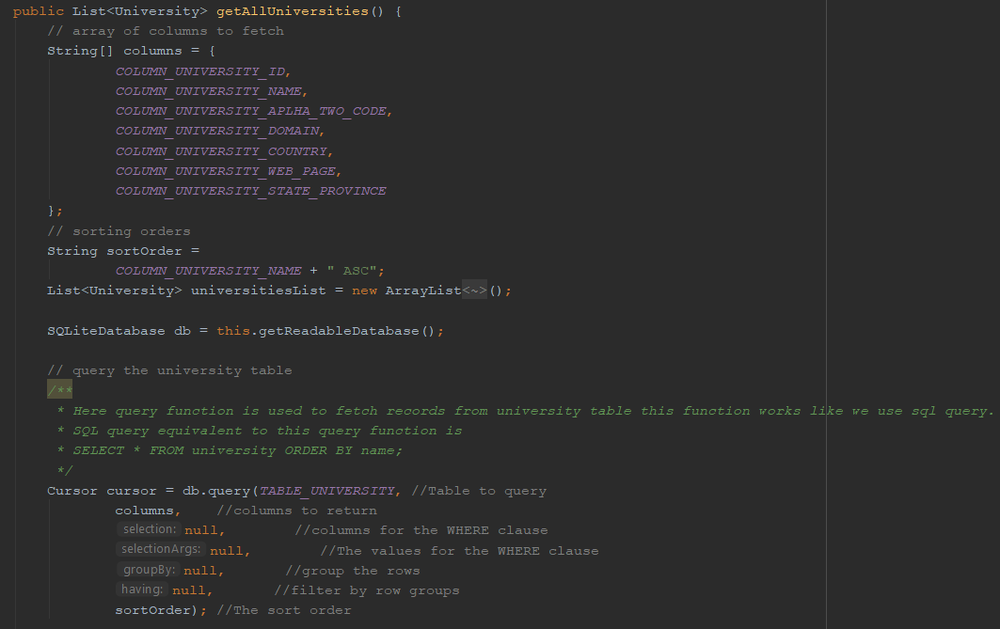 public List<University> getAllUniversities() {
// array of columns to fetch
String[] columns = {
COLUMN_UNIVERSITY_ID,
COLUMN_UNIVERSITY_NAME,
COLUMN_UNIVERSITY_APLHA_TWO_CODE,
COLUMN_UNIVERSITY_DOMAIN,
COLUMN_UNIVERSITY_COUNTRY,
COLUMN_UNIVERSITY_WEB_PAGE,
COLUMN_UNIVERSITY_STATE_PROVINCE
};
// sorting orders
String sortOrder =
COLUMN_UNIVERSITY_NAME + " ASC";
List<University> universitiesList = new ArrayList<~>();
SQLiteDatabase db = this.getReadableDatabase();
// query the university table
/**
* Here query function is used to fetch records from university table this function works like we use sql query.
* SQL query equivalent to this query function is
* SELECT * FROM university ORDER BY name;
*/
Cursor cursor = db.query(TABLE_UNIVERSITY, //Table to query
columns, //columns to return
selection: null, //columns for the WHERE clause
selectionArgs: null, //The values for the WHERE clause
groupBy: null, //group the rows
having: null, //filter by row groups
sortOrder); //The sort order